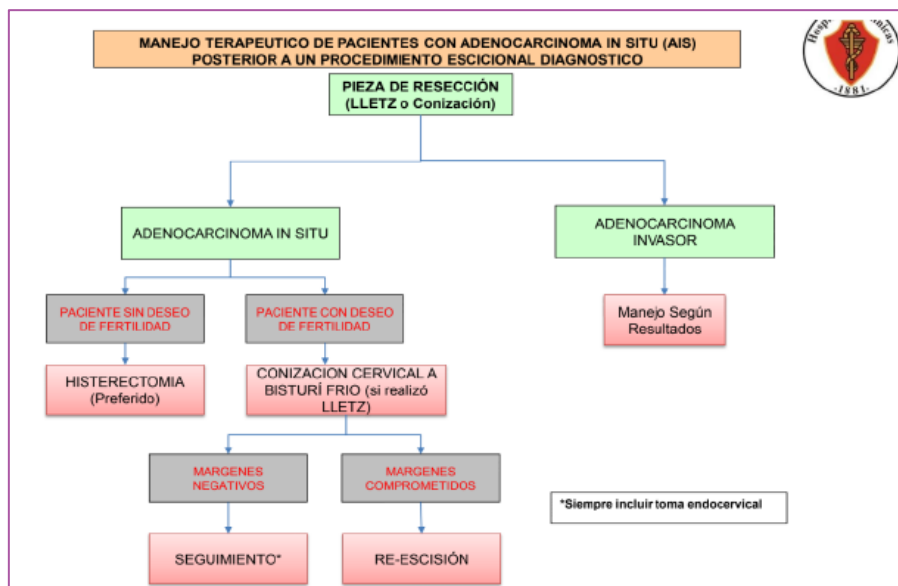 MANEJO TERAPEUTICO DE PACIENTES CON ADENOCARCINOMA IN SITU (AIS)
POSTERIOR A UN PROCEDIMIENTO ESCICIONAL DIAGNOSTICO
PIEZA DE RESECCIÓN
(LLETZ o Conización)
ADENOCARCINOMA IN SITU
ADENOCARCINOMA
INVASOR
PACIENTE SIN DESEO
DE FERTILIDAD
PACIENTE CON DESEO
DE FERTILIDAD
Manejo Según
Resultados
HISTERECTOMIA
(Preferido)
CONIZACION CERVICAL A
BISTURÍ FRIO (si realizó
LLETZ)
MARGENES
NEGATIVOS
MARGENES
COMPROMETIDOS
*Siempre incluir toma endocervical
SEGUIMIENTO*
RE-ESCISIÓN
-1881-